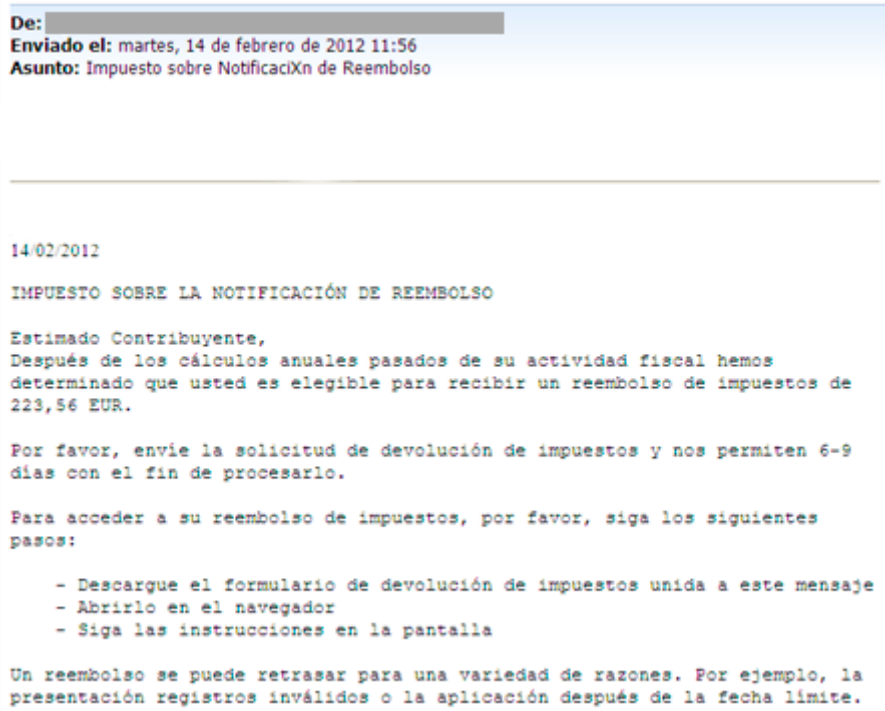 De:
Enviado el: martes, 14 de febrero de 2012 11:56
Asunto: Impuesto sobre NotificaciXn de Reembolso
14/02/2012
IMPUESTO SOBRE LA NOTIFICACIÓN DE REEMBOLSO
Estimado Contribuyente,
Después de los cálculos anuales pasados de su actividad fiscal hemos
determinado que usted es elegible para recibir un reembolso de impuestos de
223,56 EUR.
Por favor, envíe la solicitud de devolución de impuestos y nos permiten 6-9
días con el fin de procesarlo.
Para acceder a su reembolso de impuestos, por favor, siga los siguientes
pasos:
- Descargue el formulario de devolución de impuestos unida a este mensaje
- Abrirlo en el navegador
- Siga las instrucciones en la pantalla
Un reembolso se puede retrasar para una variedad de razones. Por ejemplo, la
presentación registros inválidos o la aplicación después de la fecha límite.